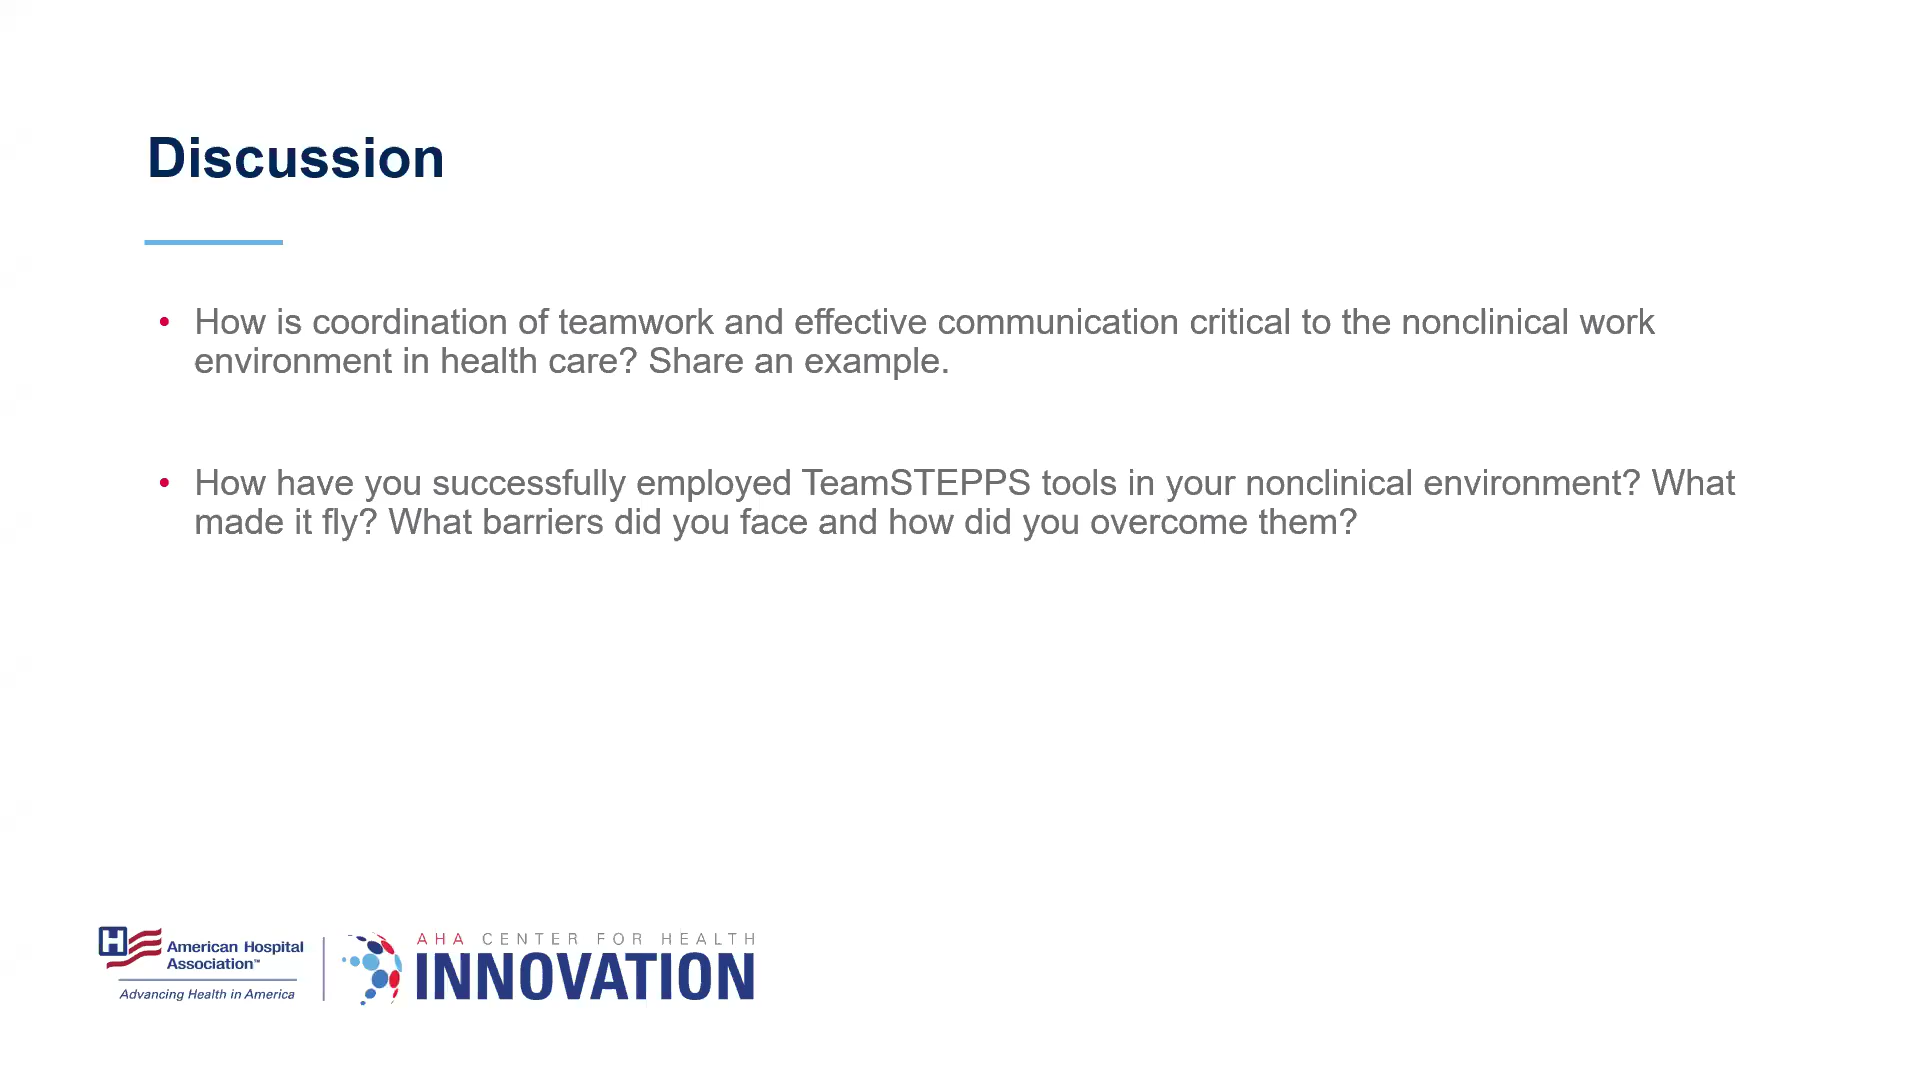 Discussion
• How is coordination of teamwork and effective communication critical to the nonclinical work
environment in health care? Share an example.
• How have you successfully employed TeamSTEPPS tools in your nonclinical environment? What
made it fly? What barriers did you face and how did you overcome them?
H American Hospital
Association™
Advancing Health in America
AHA CENTER FOR HEALTH
INNOVATION